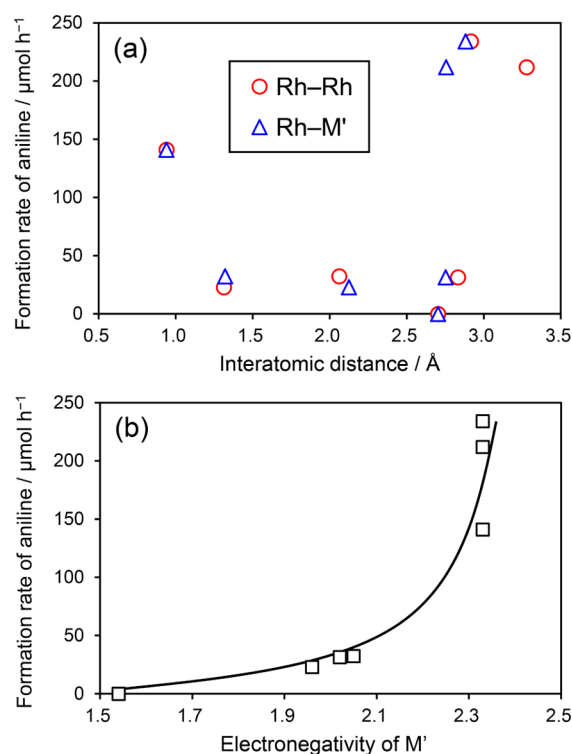 250
200
150
100
50
0
Formation rate of aniline / μmol h⁻¹
(a)
Rh–Rh
Rh–M'
0.5 1.0 1.5 2.0 2.5 3.0 3.5
Interatomic distance / Å
250
200
150
100
50
0
Formation rate of aniline / μmol h⁻¹
(b)
1.5 1.7 1.9 2.1 2.3 2.5
Electronegativity of M’